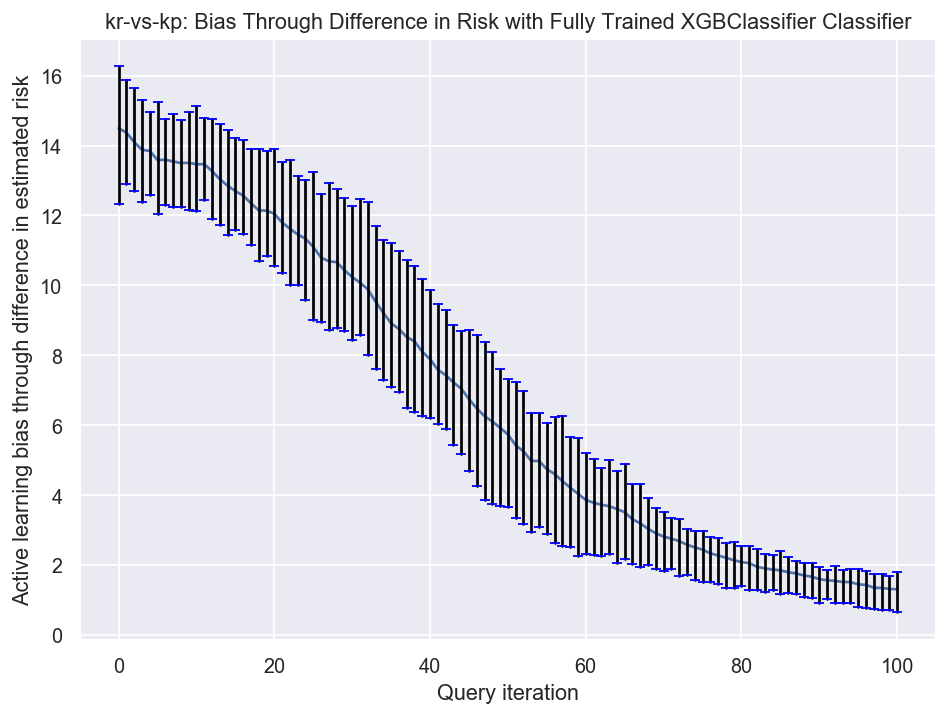 kr-vs-kp: Bias Through Difference in Risk with Fully Trained XGBClassifier Classifier
Active learning bias through difference in estimated risk
16
14
12
10
8
6
4
2
0
0 20 40 60 80 100
Query iteration